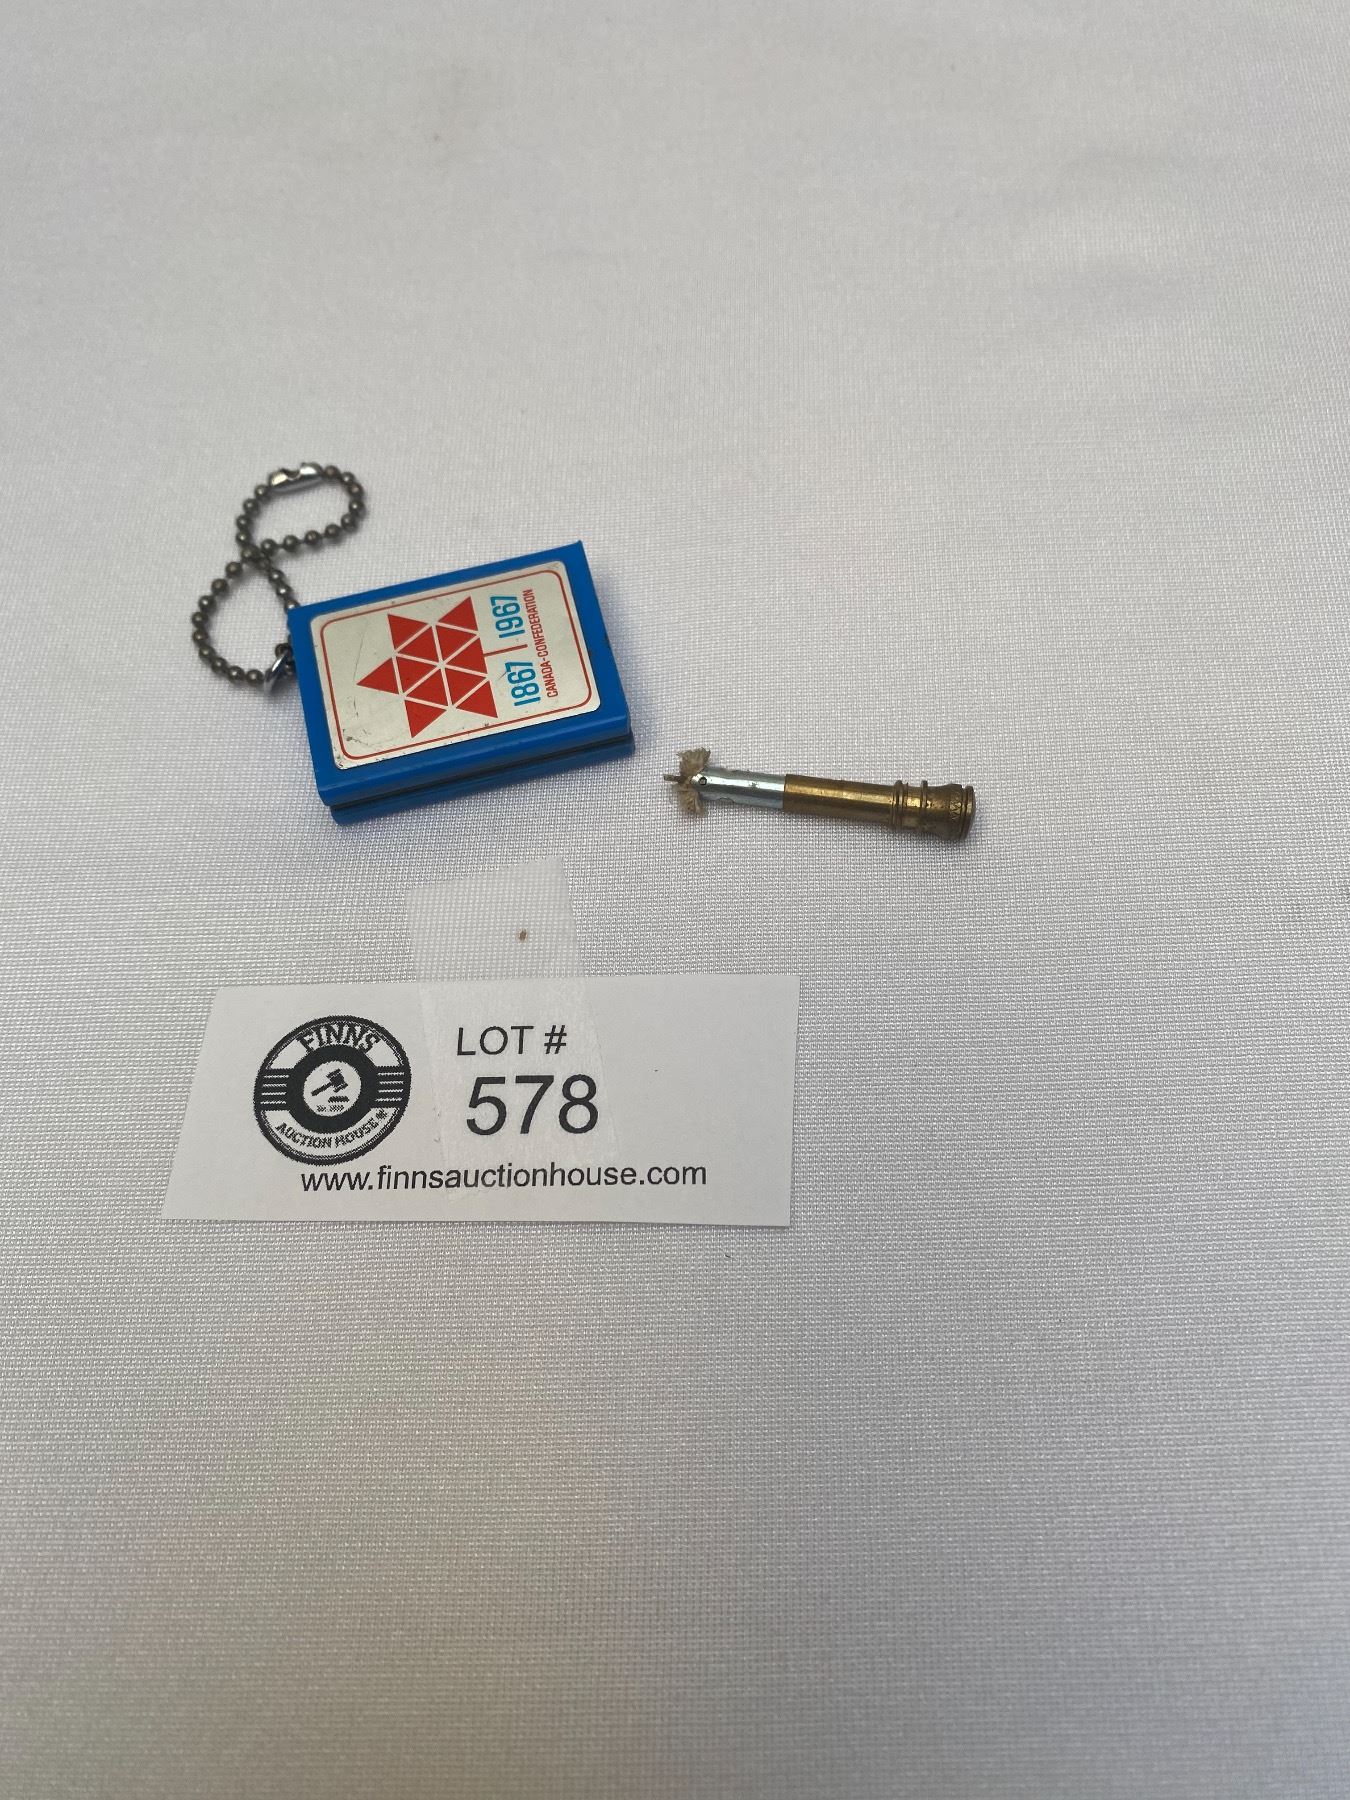 1867 1967
CANADA-CONFEDERATION
FINNS
AUCTION HOUSE
LOT #
578
www.finnsauctionhouse.com